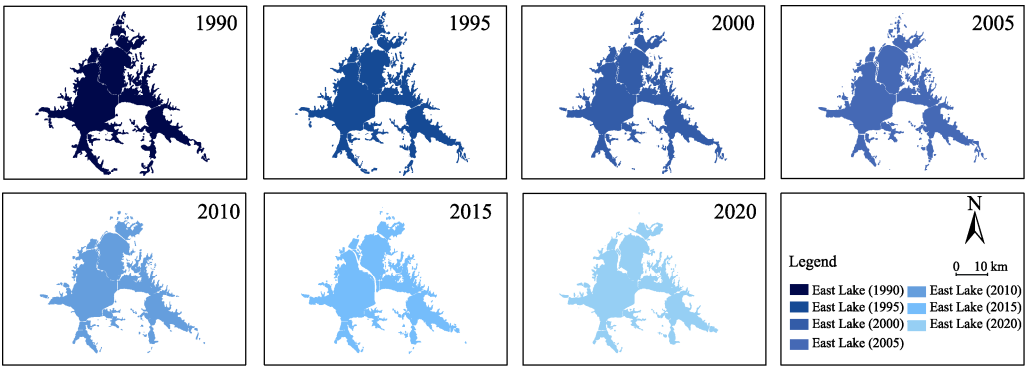 1990
1995
2000
2005
2010
2015
2020
N
0 10 km
Legend
East Lake (1990)
East Lake (1995)
East Lake (2000)
East Lake (2005)
East Lake (2010)
East Lake (2015)
East Lake (2020)